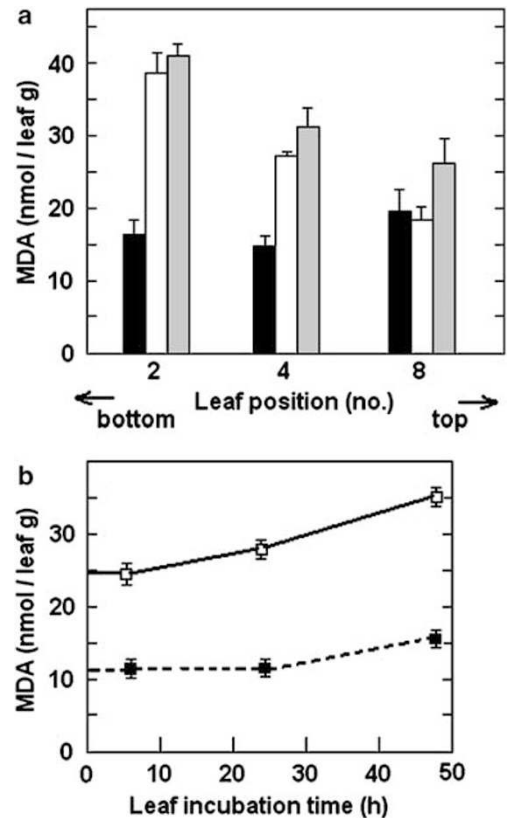 a
MDA (nmol / leaf g)
40
30
20
10
0
2 4 8
Leaf position (no.)
bottom top
b
MDA (nmol / leaf g)
30
20
10
0
0 10 20 30 40 50
Leaf incubation time (h)